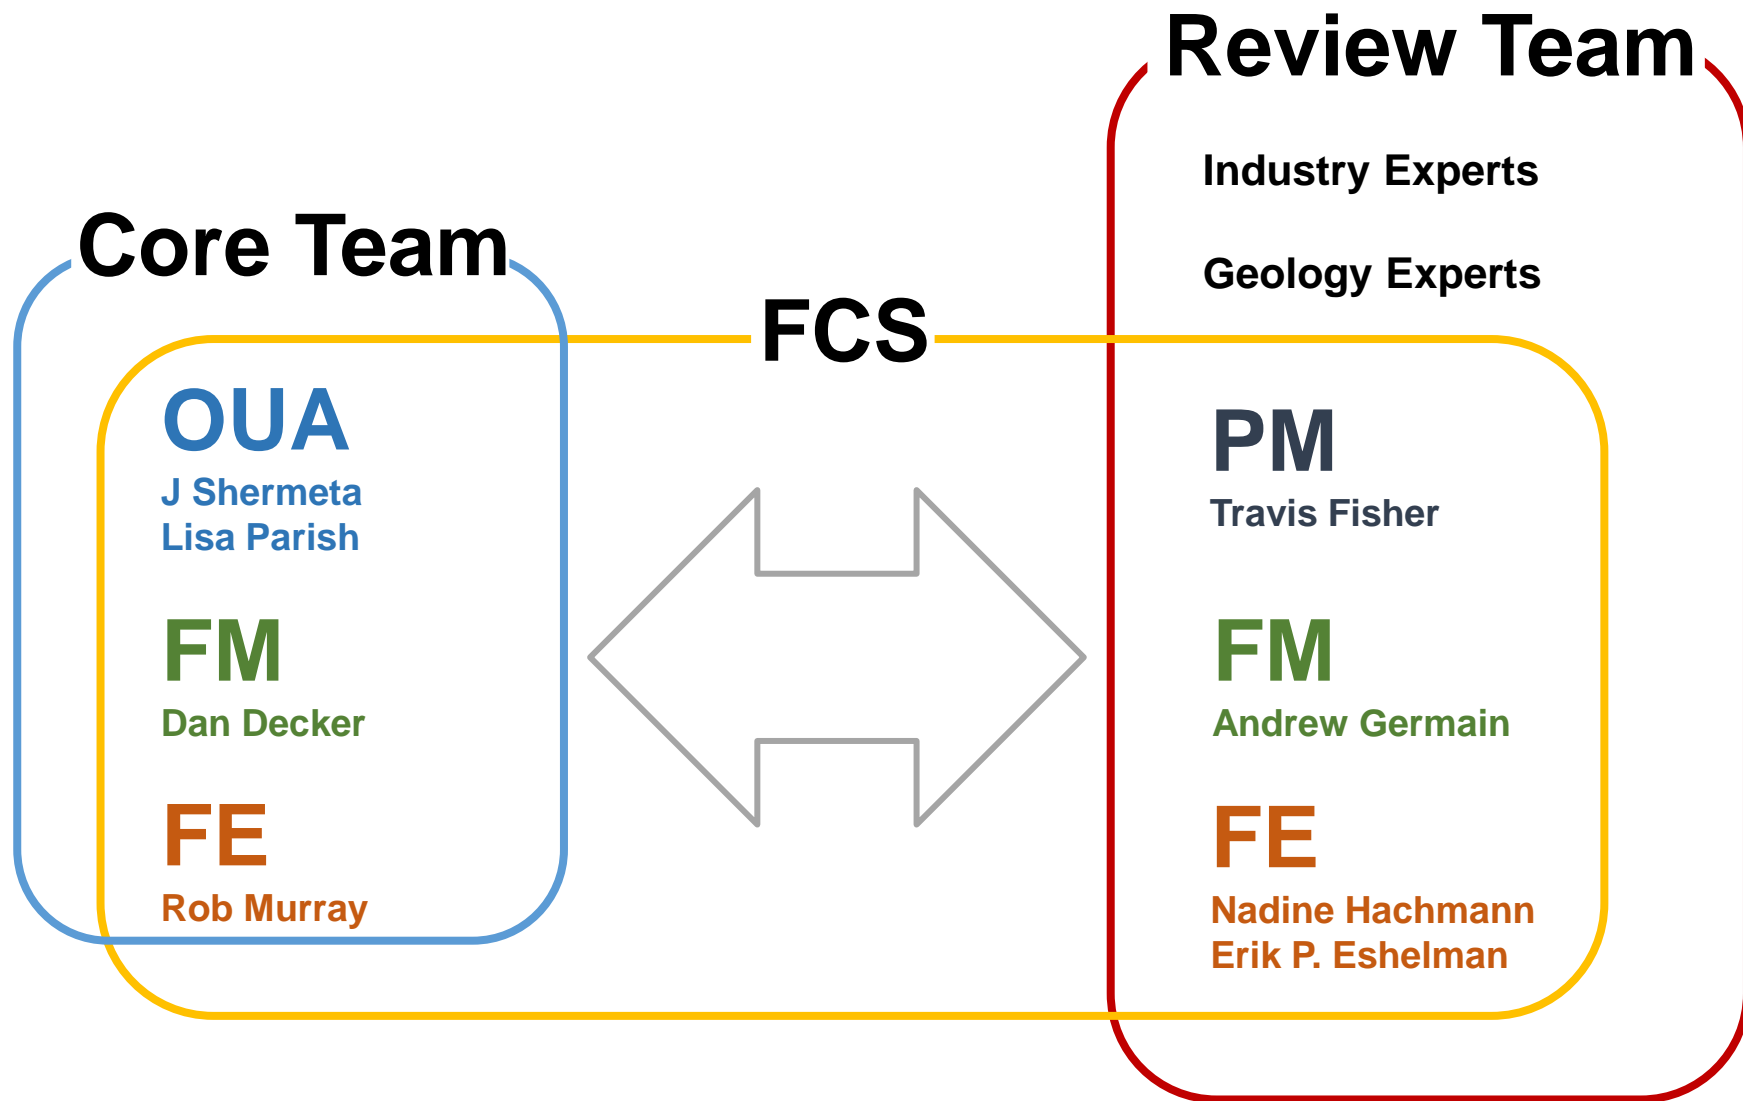 Review Team
Industry Experts
Geology Experts
Core Team
FCS
OUA
J Shermeta
Lisa Parish
FM
Dan Decker
FE
Rob Murray
PM
Travis Fisher
FM
Andrew Germain
FE
Nadine Hachmann
Erik P. Eshelman